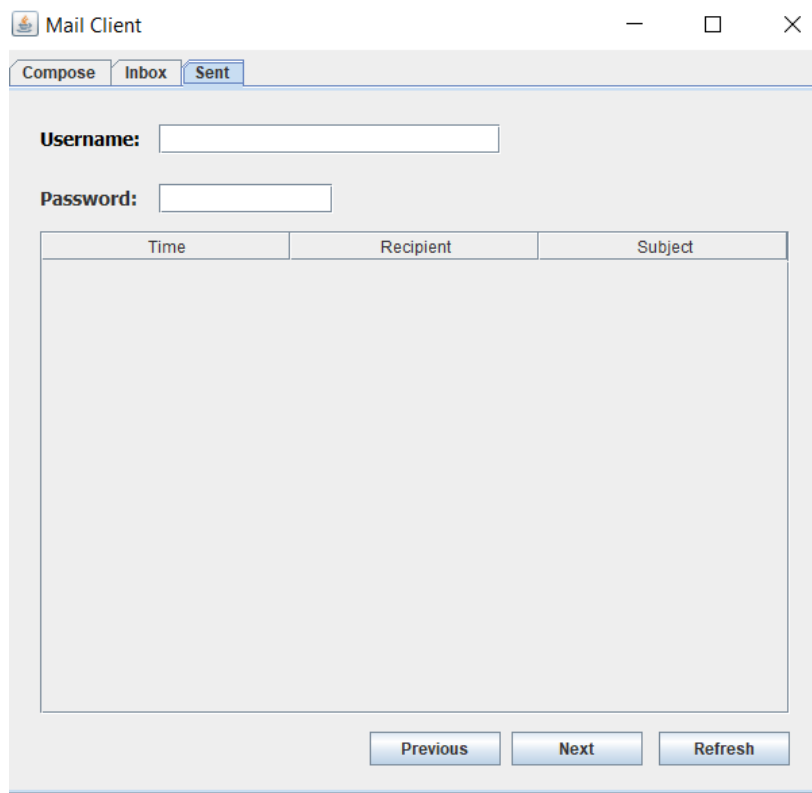 Mail Client
Compose Inbox Sent
Username:
Password:
Time Recipient Subject
Previous Next Refresh